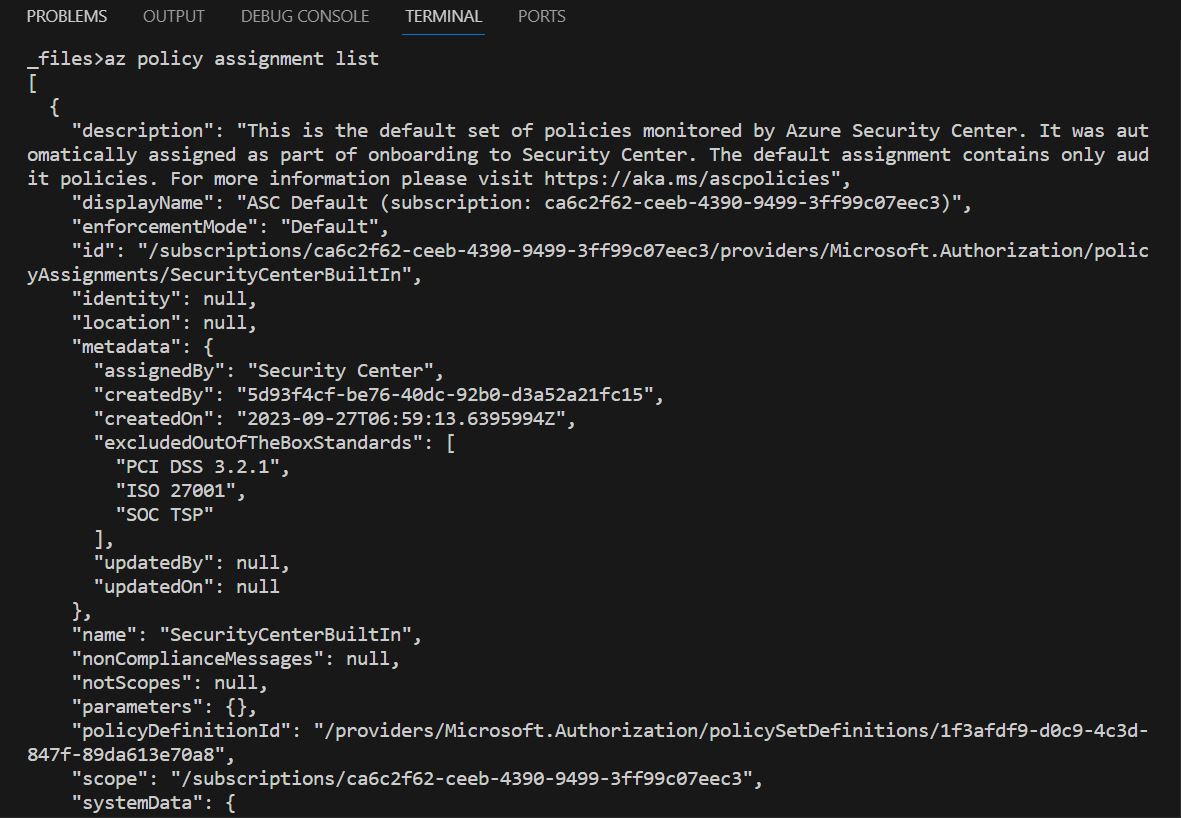 PROBLEMS OUTPUT DEBUG CONSOLE TERMINAL PORTS
_files>az policy assignment list
[
  {
    "description": "This is the default set of policies monitored by Azure Security Center. It was aut
omatically assigned as part of onboarding to Security Center. The default assignment contains only aud
it policies. For more information please visit https://aka.ms/ascpolicies",
    "displayName": "ASC Default (subscription: ca6c2f62-ceeb-4390-9499-3ff99c07eec3)",
    "enforcementMode": "Default",
    "id": "/subscriptions/ca6c2f62-ceeb-4390-9499-3ff99c07eec3/providers/Microsoft.Authorization/polic
yAssignments/SecurityCenterBuiltIn",
    "identity": null,
    "location": null,
    "metadata": {
      "assignedBy": "Security Center",
      "createdBy": "5d93f4cf-be76-40dc-92b0-d3a52a21fc15",
      "createdOn": "2023-09-27T06:59:13.6395994Z",
      "excludedOutOfTheBoxStandards": [
        "PCI DSS 3.2.1",
        "ISO 27001",
        "SOC TSP"
      ],
      "updatedBy": null,
      "updatedOn": null
    },
    "name": "SecurityCenterBuiltIn",
    "nonComplianceMessages": null,
    "notScopes": null,
    "parameters": {},
    "policyDefinitionId": "/providers/Microsoft.Authorization/policySetDefinitions/1f3afdf9-d0c9-4c3d-
847f-89da613e70a8",
    "scope": "/subscriptions/ca6c2f62-ceeb-4390-9499-3ff99c07eec3",
    "systemData": {